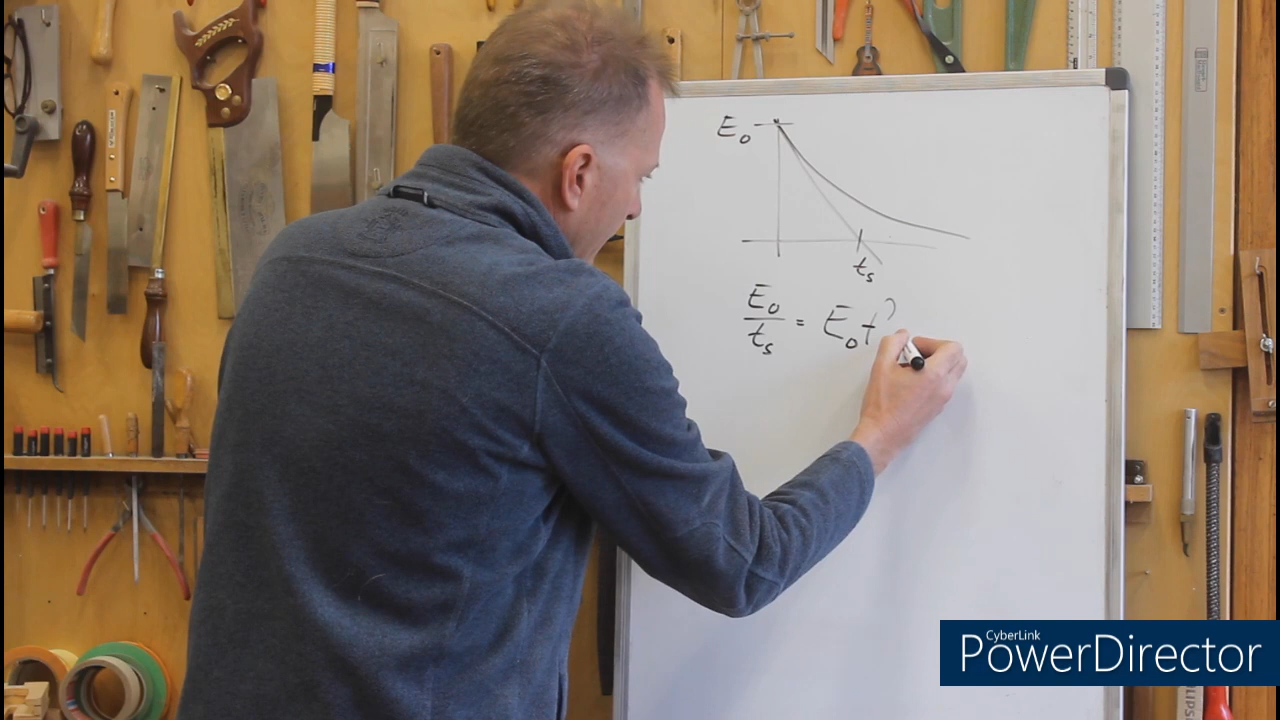 E₀
tₛ
E₀/tₛ = E₀t
CyberLink
PowerDirector